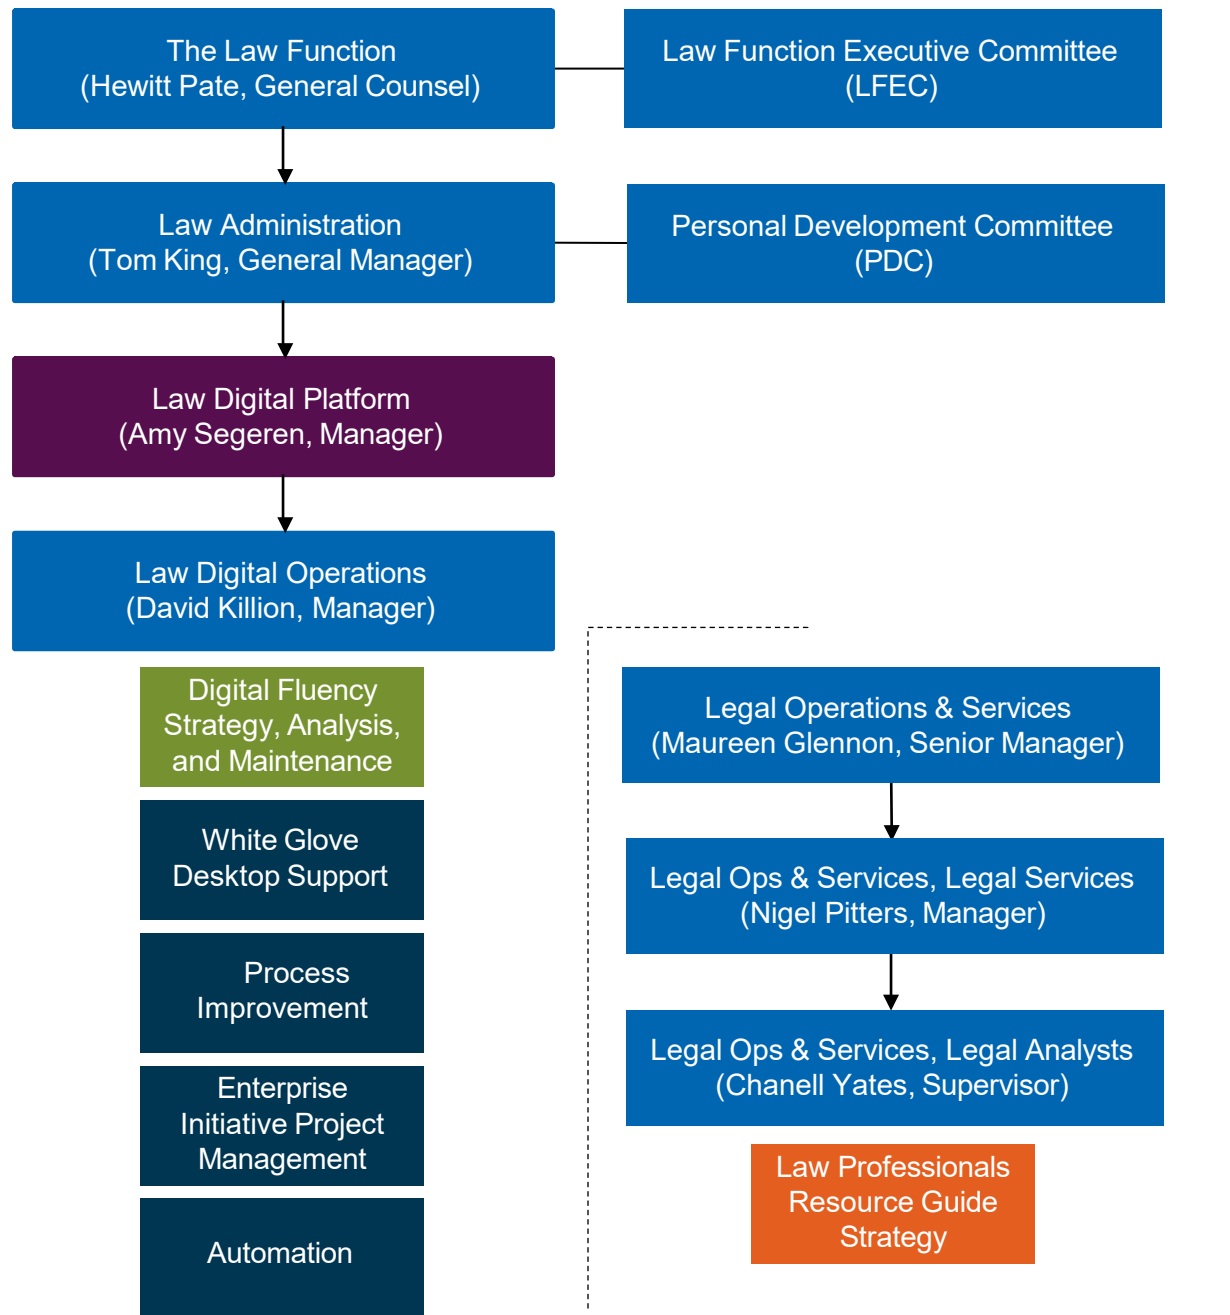 The Law Function
(Hewitt Pate, General Counsel)
Law Function Executive Committee
(LFEC)
Law Administration
(Tom King, General Manager)
Personal Development Committee
(PDC)
Law Digital Platform
(Amy Segeren, Manager)
Law Digital Operations
(David Killion, Manager)
Digital Fluency
Strategy, Analysis,
and Maintenance
White Glove
Desktop Support
Process
Improvement
Enterprise
Initiative Project
Management
Automation
Legal Operations & Services
(Maureen Glennon, Senior Manager)
Legal Ops & Services, Legal Services
(Nigel Pitters, Manager)
Legal Ops & Services, Legal Analysts
(Chanell Yates, Supervisor)
Law Professionals
Resource Guide
Strategy